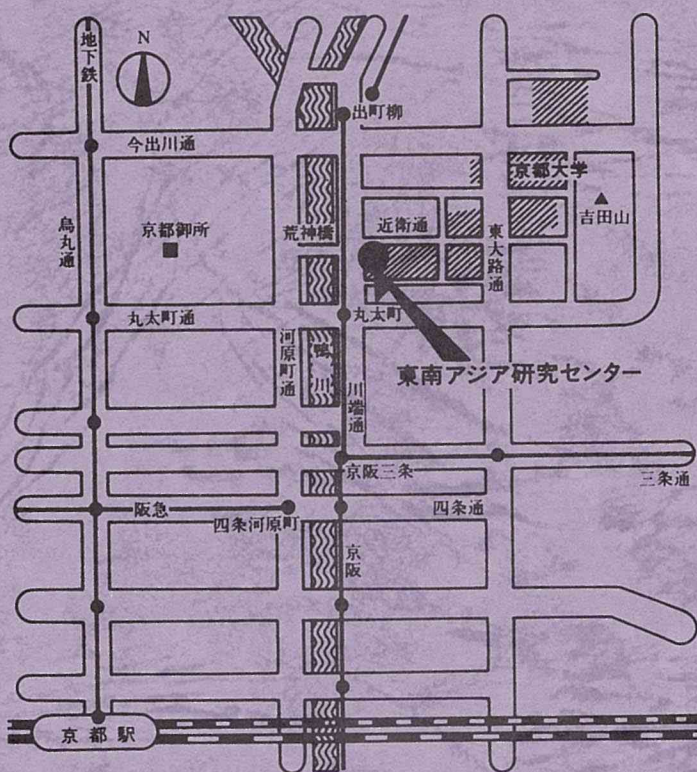 地下鉄
N
出町柳
今出川通
京都大学
吉田山
烏丸通
京都御所
荒神橋
近衛通
東大路通
丸太町通
丸太町
河原町通
鴨川
川端通
東南アジア研究センター
京阪三条
三条通
阪急
四条河原町
四条通
京阪
京都駅